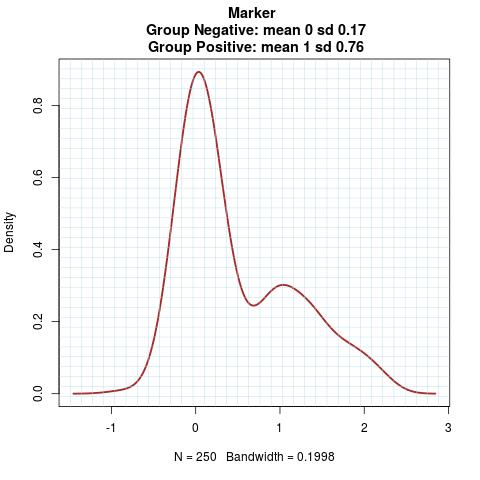 Marker
Group Negative: mean 0 sd 0.17
Group Positive: mean 1 sd 0.76
Density
0.8
0.6
0.4
0.2
0.0
-1 0 1 2 3
N = 250 Bandwidth = 0.1998